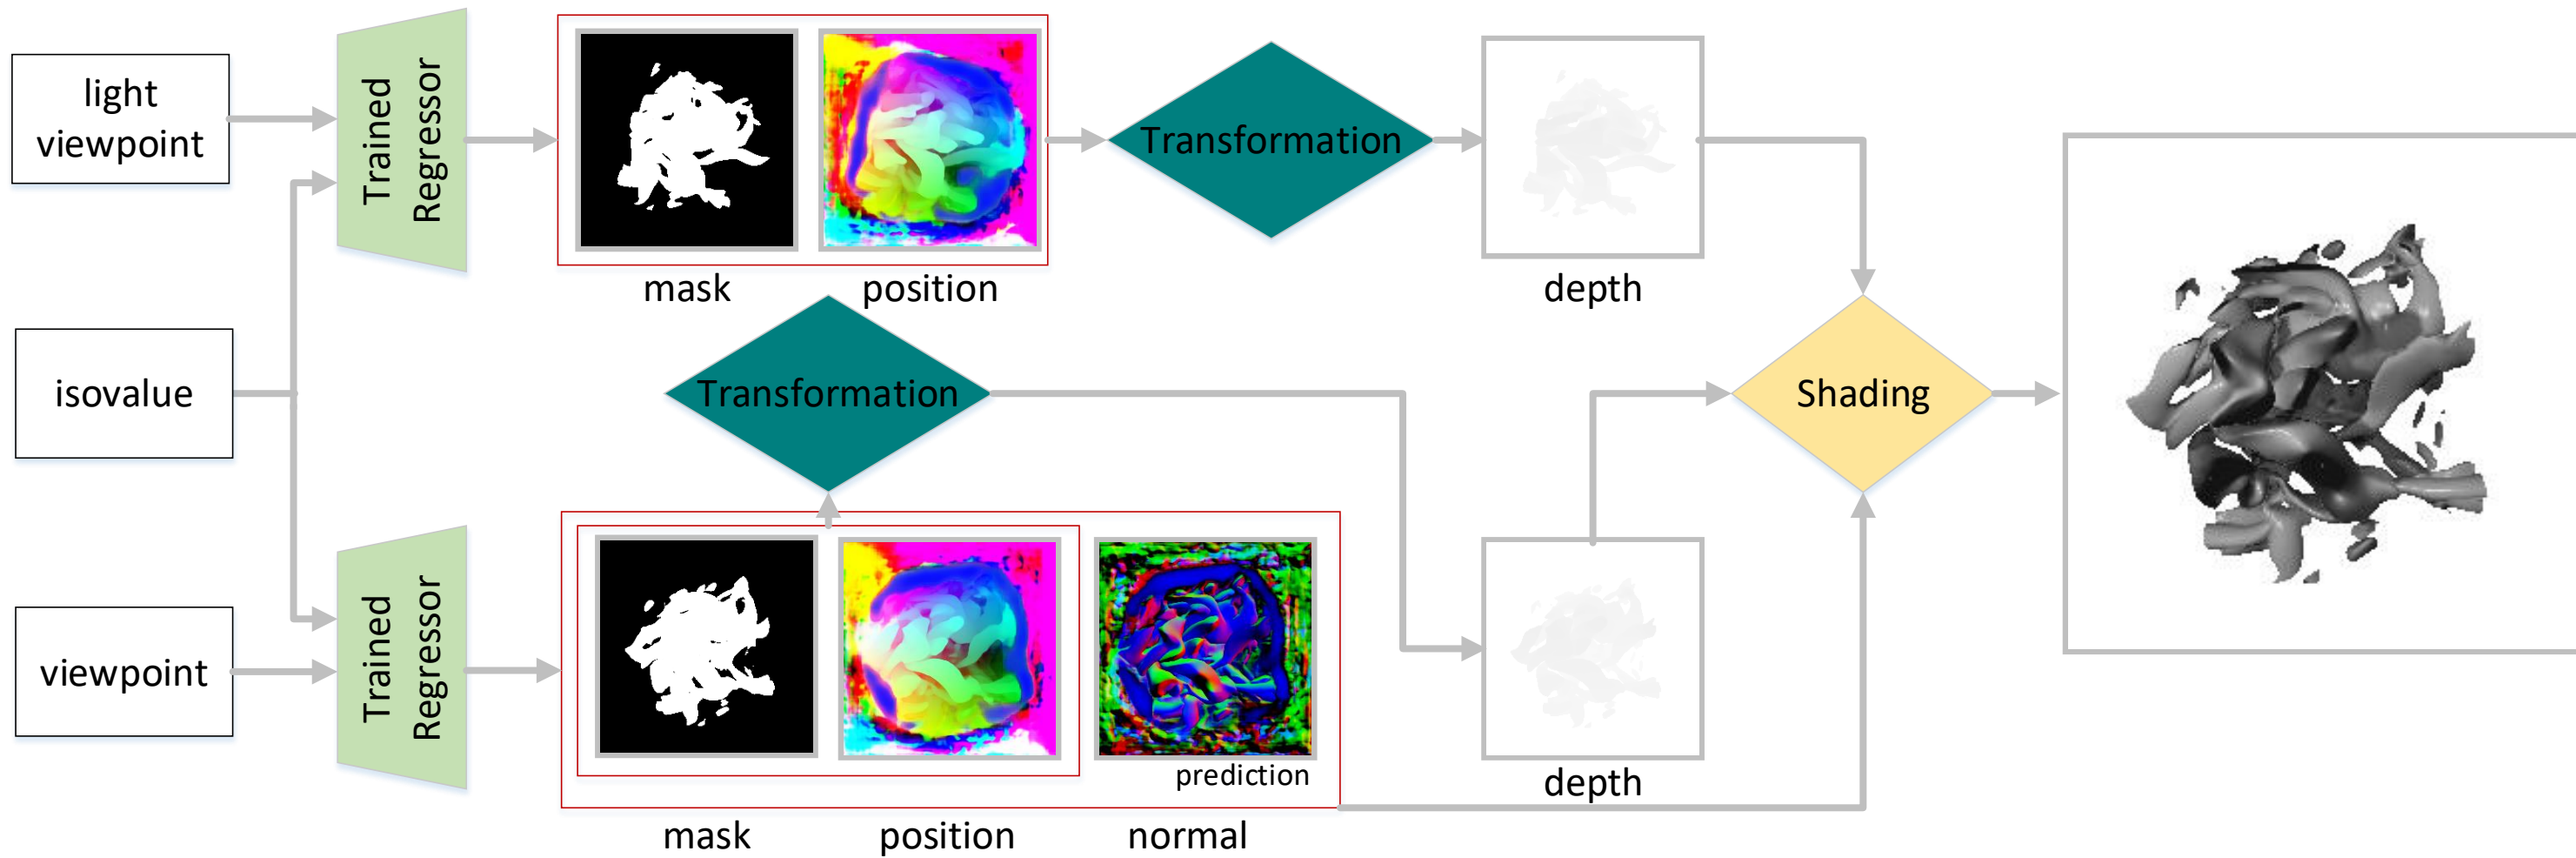 light
viewpoint
Trained
Regressor
mask
position
Transformation
depth
isovalue
Transformation
Shading
viewpoint
Trained
Regressor
prediction
mask
position
normal
depth